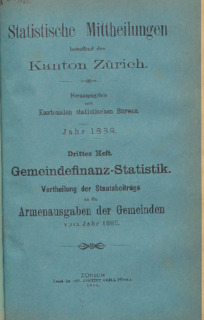 Statistische Mittheilungen
betreffend den
Kanton Zürich.
Herausgegeben
vom
Kantonalen statistischen Bureau.
Jahr 1889.
Drittes Heft.
Gemeindefinanz-Statistik.
Vertheilung der Staatsbeiträge
an die
Armenausgaben der Gemeinden
vom Jahr
ZÜRICH